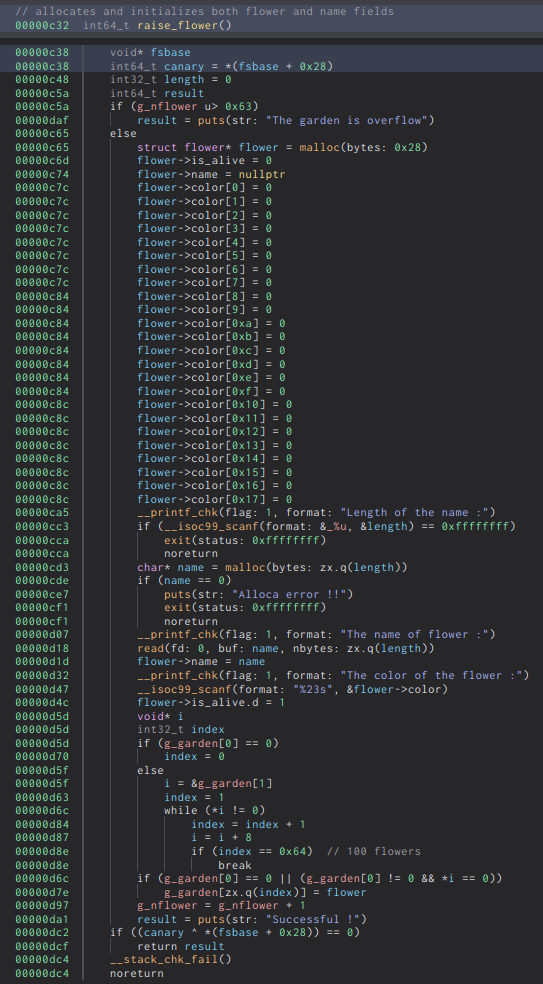 // allocates and initializes both flower and name fields
00000c32 int64_t raise_flower()
00000c38 void* fsbase
00000c38 int64_t canary = *(fsbase + 0x28)
00000c48 int32_t length = 0
00000c5a int64_t result
00000c5a if (g_nflower u> 0x63)
00000daf result = puts(str: "The garden is overflow")
00000c65 else
00000c65 struct flower* flower = malloc(bytes: 0x28)
00000c6d flower->is_alive = 0
00000c74 flower->name = nullptr
00000c7c flower->color[0] = 0
00000c7c flower->color[1] = 0
00000c7c flower->color[2] = 0
00000c7c flower->color[3] = 0
00000c7c flower->color[4] = 0
00000c7c flower->color[5] = 0
00000c7c flower->color[6] = 0
00000c7c flower->color[7] = 0
00000c84 flower->color[8] = 0
00000c84 flower->color[9] = 0
00000c84 flower->color[0xa] = 0
00000c84 flower->color[0xb] = 0
00000c84 flower->color[0xc] = 0
00000c84 flower->color[0xd] = 0
00000c84 flower->color[0xe] = 0
00000c84 flower->color[0xf] = 0
00000c8c flower->color[0x10] = 0
00000c8c flower->color[0x11] = 0
00000c8c flower->color[0x12] = 0
00000c8c flower->color[0x13] = 0
00000c8c flower->color[0x14] = 0
00000c8c flower->color[0x15] = 0
00000c8c flower->color[0x16] = 0
00000c8c flower->color[0x17] = 0
00000ca5 __printf_chk(flag: 1, format: "Length of the name :")
00000cc3 if (__isoc99_scanf(format: &_%u, &length) == 0xffffffff)
00000cca exit(status: 0xffffffff)
00000cca noreturn
00000cd3 char* name = malloc(bytes: zx.q(length))
00000cde if (name == 0)
00000ce7 puts(str: "Alloca error !!")
00000cf1 exit(status: 0xffffffff)
00000cf1 noreturn
00000d07 __printf_chk(flag: 1, format: "The name of flower :")
00000d18 read(fd: 0, buf: name, nbytes: zx.q(length))
00000d1d flower->name = name
00000d32 __printf_chk(flag: 1, format: "The color of the flower :")
00000d47 __isoc99_scanf(format: "%23s", &flower->color)
00000d4c flower->is_alive.d = 1
00000d5d void* i
00000d5d int32_t index
00000d5d if (g_garden[0] == 0)
00000d70 index = 0
00000d5f else
00000d5f i = &g_garden[1]
00000d63 index = 1
00000d6c while (*i != 0)
00000d84 index = index + 1
00000d87 i = i + 8
00000d8e if (index == 0x64) // 100 flowers
00000d8e break
00000d6c if (g_garden[0] == 0 || (g_garden[0] != 0 && *i == 0))
00000d7e g_garden[zx.q(index)] = flower
00000d97 g_nflower = g_nflower + 1
00000da1 result = puts(str: "Successful !")
00000dc2 if ((canary ^ *(fsbase + 0x28)) == 0)
00000dcf return result
00000dc4 __stack_chk_fail()
00000dc4 noreturn